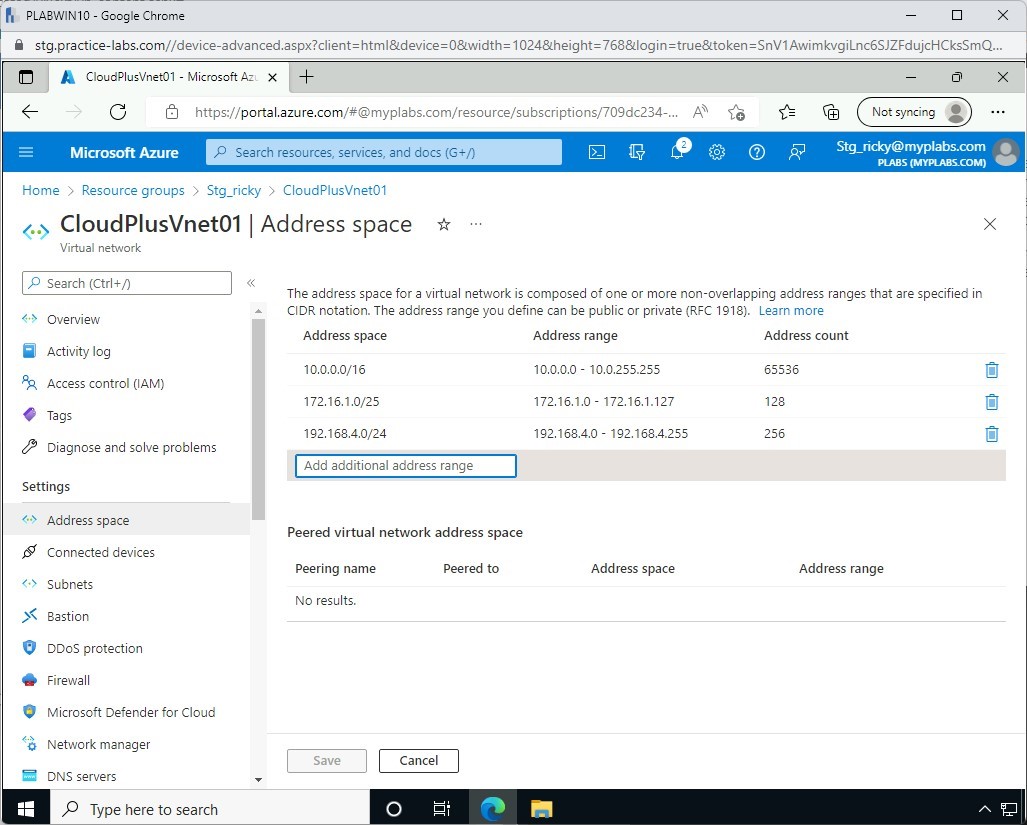 PLABWIN10 - Google Chrome
stg.practice-labs.com//device-advanced.aspx?client=html&device=0&width=1024&height=768&login=true&token=SnV1AwimkvgiLnc6SJZFdujcHCksSmQ...
CloudPlusVnet01 - Microsoft Azu
https://portal.azure.com/#@myplabs.com/resource/subscriptions/709dc234-...
Not syncing
Microsoft Azure
Search resources, services, and docs (G+/)
2
Stg_ricky@myplabs.com
PLABS (MYPLABS.COM)
Home > Resource groups > Stg_ricky > CloudPlusVnet01
CloudPlusVnet01 | Address space
Virtual network
Search (Ctrl+/)
Overview
Activity log
Access control (IAM)
Tags
Diagnose and solve problems
Settings
Address space
Connected devices
Subnets
Bastion
DDoS protection
Firewall
Microsoft Defender for Cloud
Network manager
DNS servers
The address space for a virtual network is composed of one or more non-overlapping address ranges that are specified in
CIDR notation. The address range you define can be public or private (RFC 1918). Learn more
Address space Address range Address count
10.0.0.0/16 10.0.0.0 - 10.0.255.255 65536
172.16.1.0/25 172.16.1.0 - 172.16.1.127 128
192.168.4.0/24 192.168.4.0 - 192.168.4.255 256
Add additional address range
Peered virtual network address space
Peering name Peered to Address space Address range
No results.
Save Cancel
Type here to search